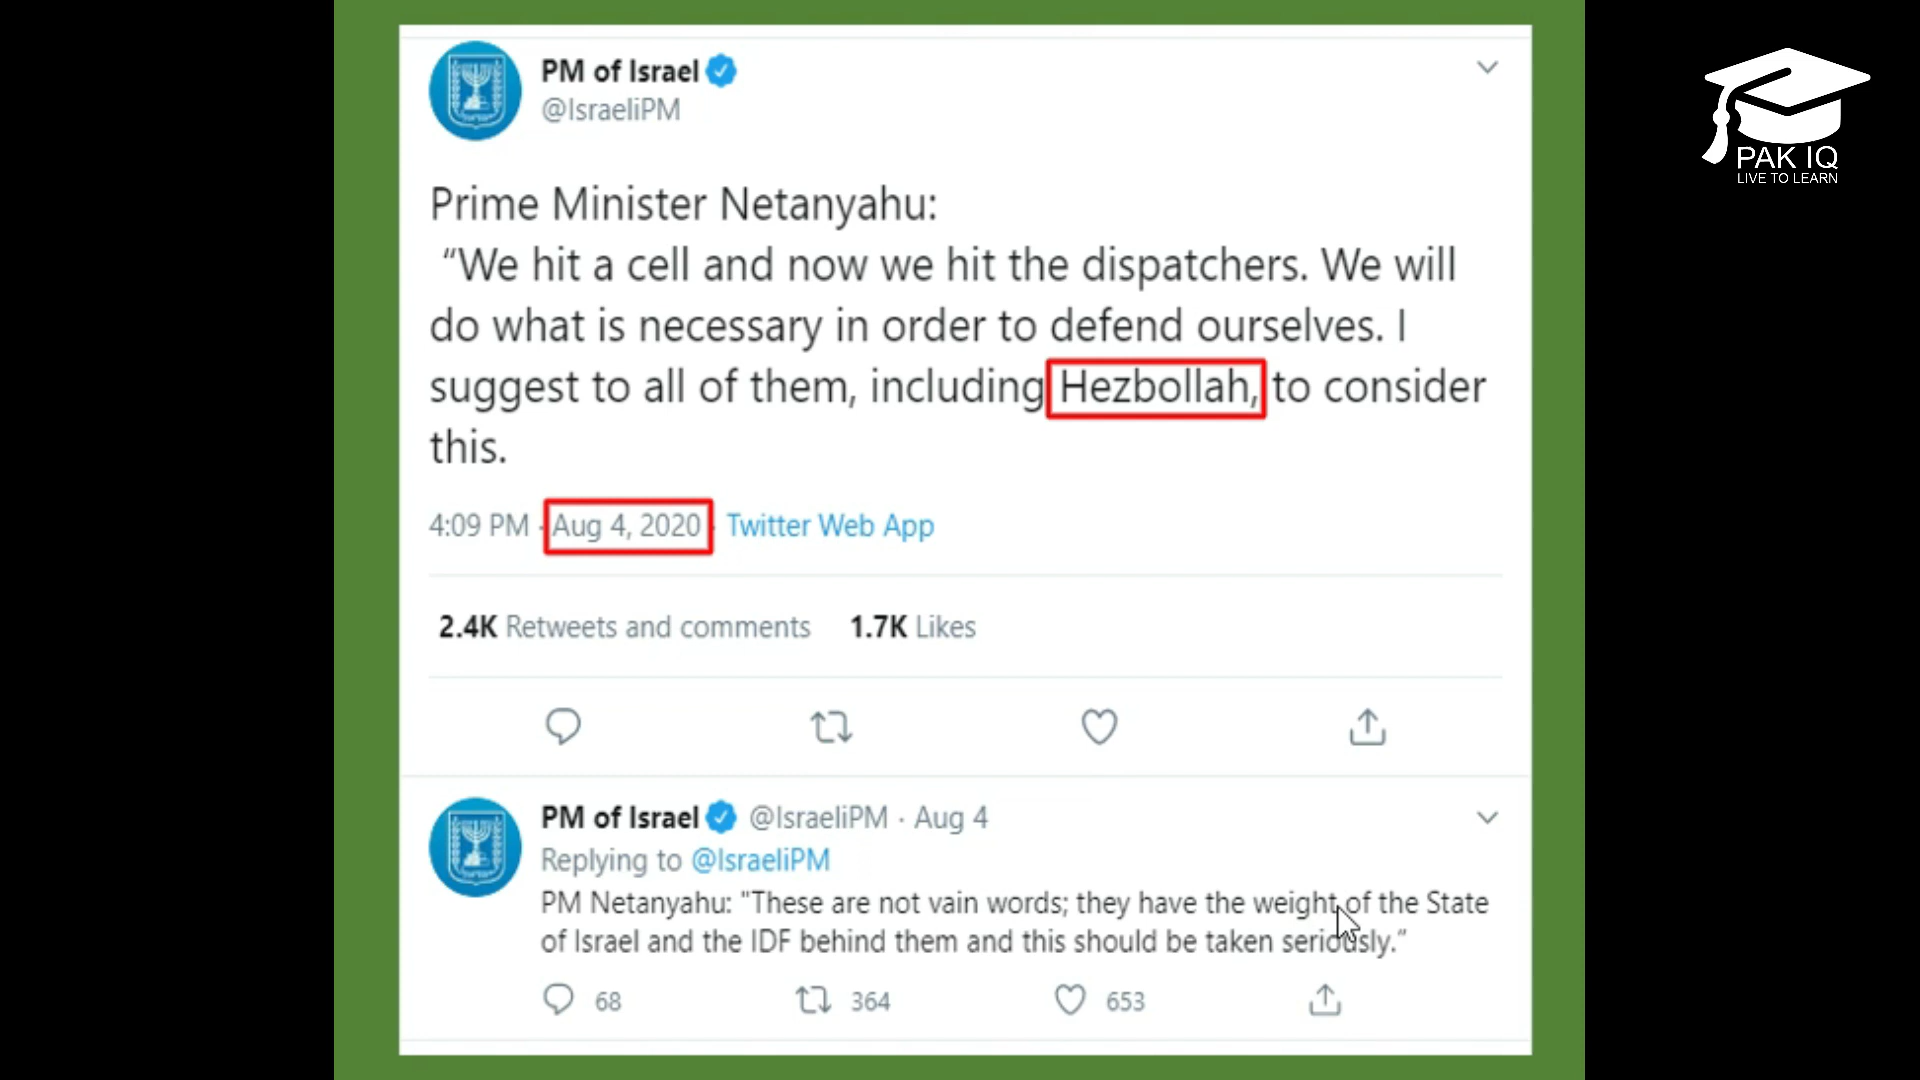 PM of Israel
@IsraeliPM
PAK IQ
LIVE TO LEARN
Prime Minister Netanyahu:
“We hit a cell and now we hit the dispatchers. We will
do what is necessary in order to defend ourselves. I
suggest to all of them, including Hezbollah, to consider
this.
4:09 PM · Aug 4, 2020 · Twitter Web App
2.4K Retweets and comments 1.7K Likes
PM of Israel @IsraeliPM · Aug 4
Replying to @IsraeliPM
PM Netanyahu: "These are not vain words; they have the weight of the State
of Israel and the IDF behind them and this should be taken seriously.”
68 364 653